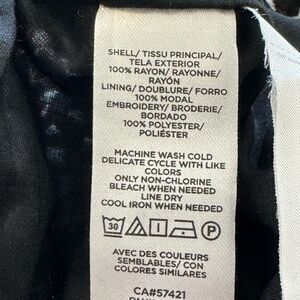 SHELL/ TISSU PRINCIPAL/
TELA EXTERIOR
100% RAYON/ RAYONNE/
RAYÓN
LINING/ DOUBLURE/ FORRO
100% MODAL
EMBROIDERY/ BRODERIE/
BORDADO
100% POLYESTER/
POLIÉSTER
MACHINE WASH COLD
DELICATE CYCLE WITH LIKE
COLORS
ONLY NON-CHLORINE
BLEACH WHEN NEEDED
LINE DRY
COOL IRON WHEN NEEDED
30 P
AVEC DES COULEURS
SEMBLABLES/ CON
COLORES SIMILARES
CA#57421